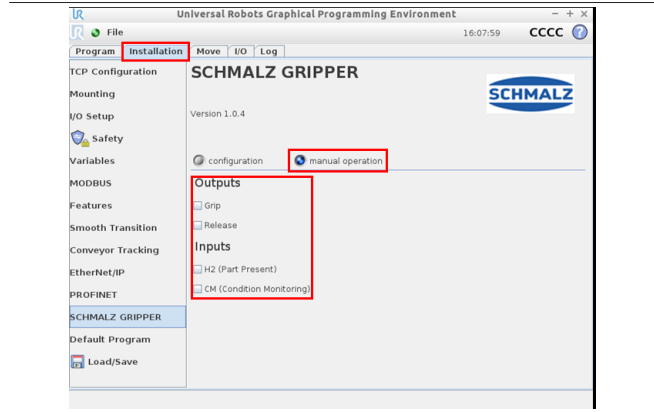 Universal Robots Graphical Programming Environment
File
16:07:59
CCCC
?
Program Installation Move I/O Log
TCP Configuration
Mounting
I/O Setup
Safety
Variables
MODBUS
Features
Smooth Transition
Conveyor Tracking
EtherNet/IP
PROFINET
SCHMALZ GRIPPER
Default Program
Load/Save
SCHMALZ GRIPPER
SCHMALZ
Version 1.0.4
configuration manual operation
Outputs
Grip
Release
Inputs
H2 (Part Present)
CM (Condition Monitoring)